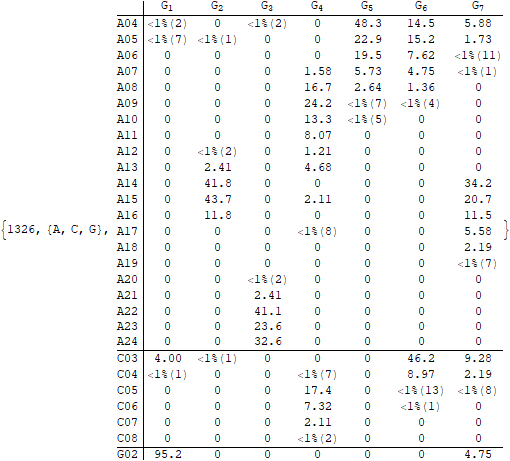 G1 G2 G3 G4 G5 G6 G7
A04 <1%(2) 0 <1%(2) 0 48.3 14.5 5.88
A05 <1%(7) <1%(1) 0 0 22.9 15.2 1.73
A06 0 0 0 0 19.5 7.62 <1%(11)
A07 0 0 0 1.58 5.73 4.75 <1%(1)
A08 0 0 0 16.7 2.64 1.36 0
A09 0 0 0 24.2 <1%(7) <1%(4) 0
A10 0 0 0 13.3 <1%(5) 0 0
A11 0 0 0 8.07 0 0 0
A12 0 <1%(2) 0 1.21 0 0 0
A13 0 2.41 0 4.68 0 0 0
A14 0 41.8 0 0 0 0 34.2
A15 0 43.7 0 2.11 0 0 20.7
A16 0 11.8 0 0 0 0 11.5
{1326, {A, C, G}, A17 0 0 0 <1%(8) 0 0 5.58 }
A18 0 0 0 0 0 0 2.19
A19 0 0 0 0 0 0 <1%(7)
A20 0 0 <1%(2) 0 0 0 0
A21 0 0 2.41 0 0 0 0
A22 0 0 41.1 0 0 0 0
A23 0 0 23.6 0 0 0 0
A24 0 0 32.6 0 0 0 0
C03 4.00 <1%(1) 0 0 0 46.2 9.28
C04 <1%(1) 0 0 <1%(7) 0 8.97 2.19
C05 0 0 0 17.4 0 <1%(13) <1%(8)
C06 0 0 0 7.32 0 <1%(1) 0
C07 0 0 0 2.11 0 0 0
C08 0 0 0 <1%(2) 0 0 0
G02 95.2 0 0 0 0 0 4.75